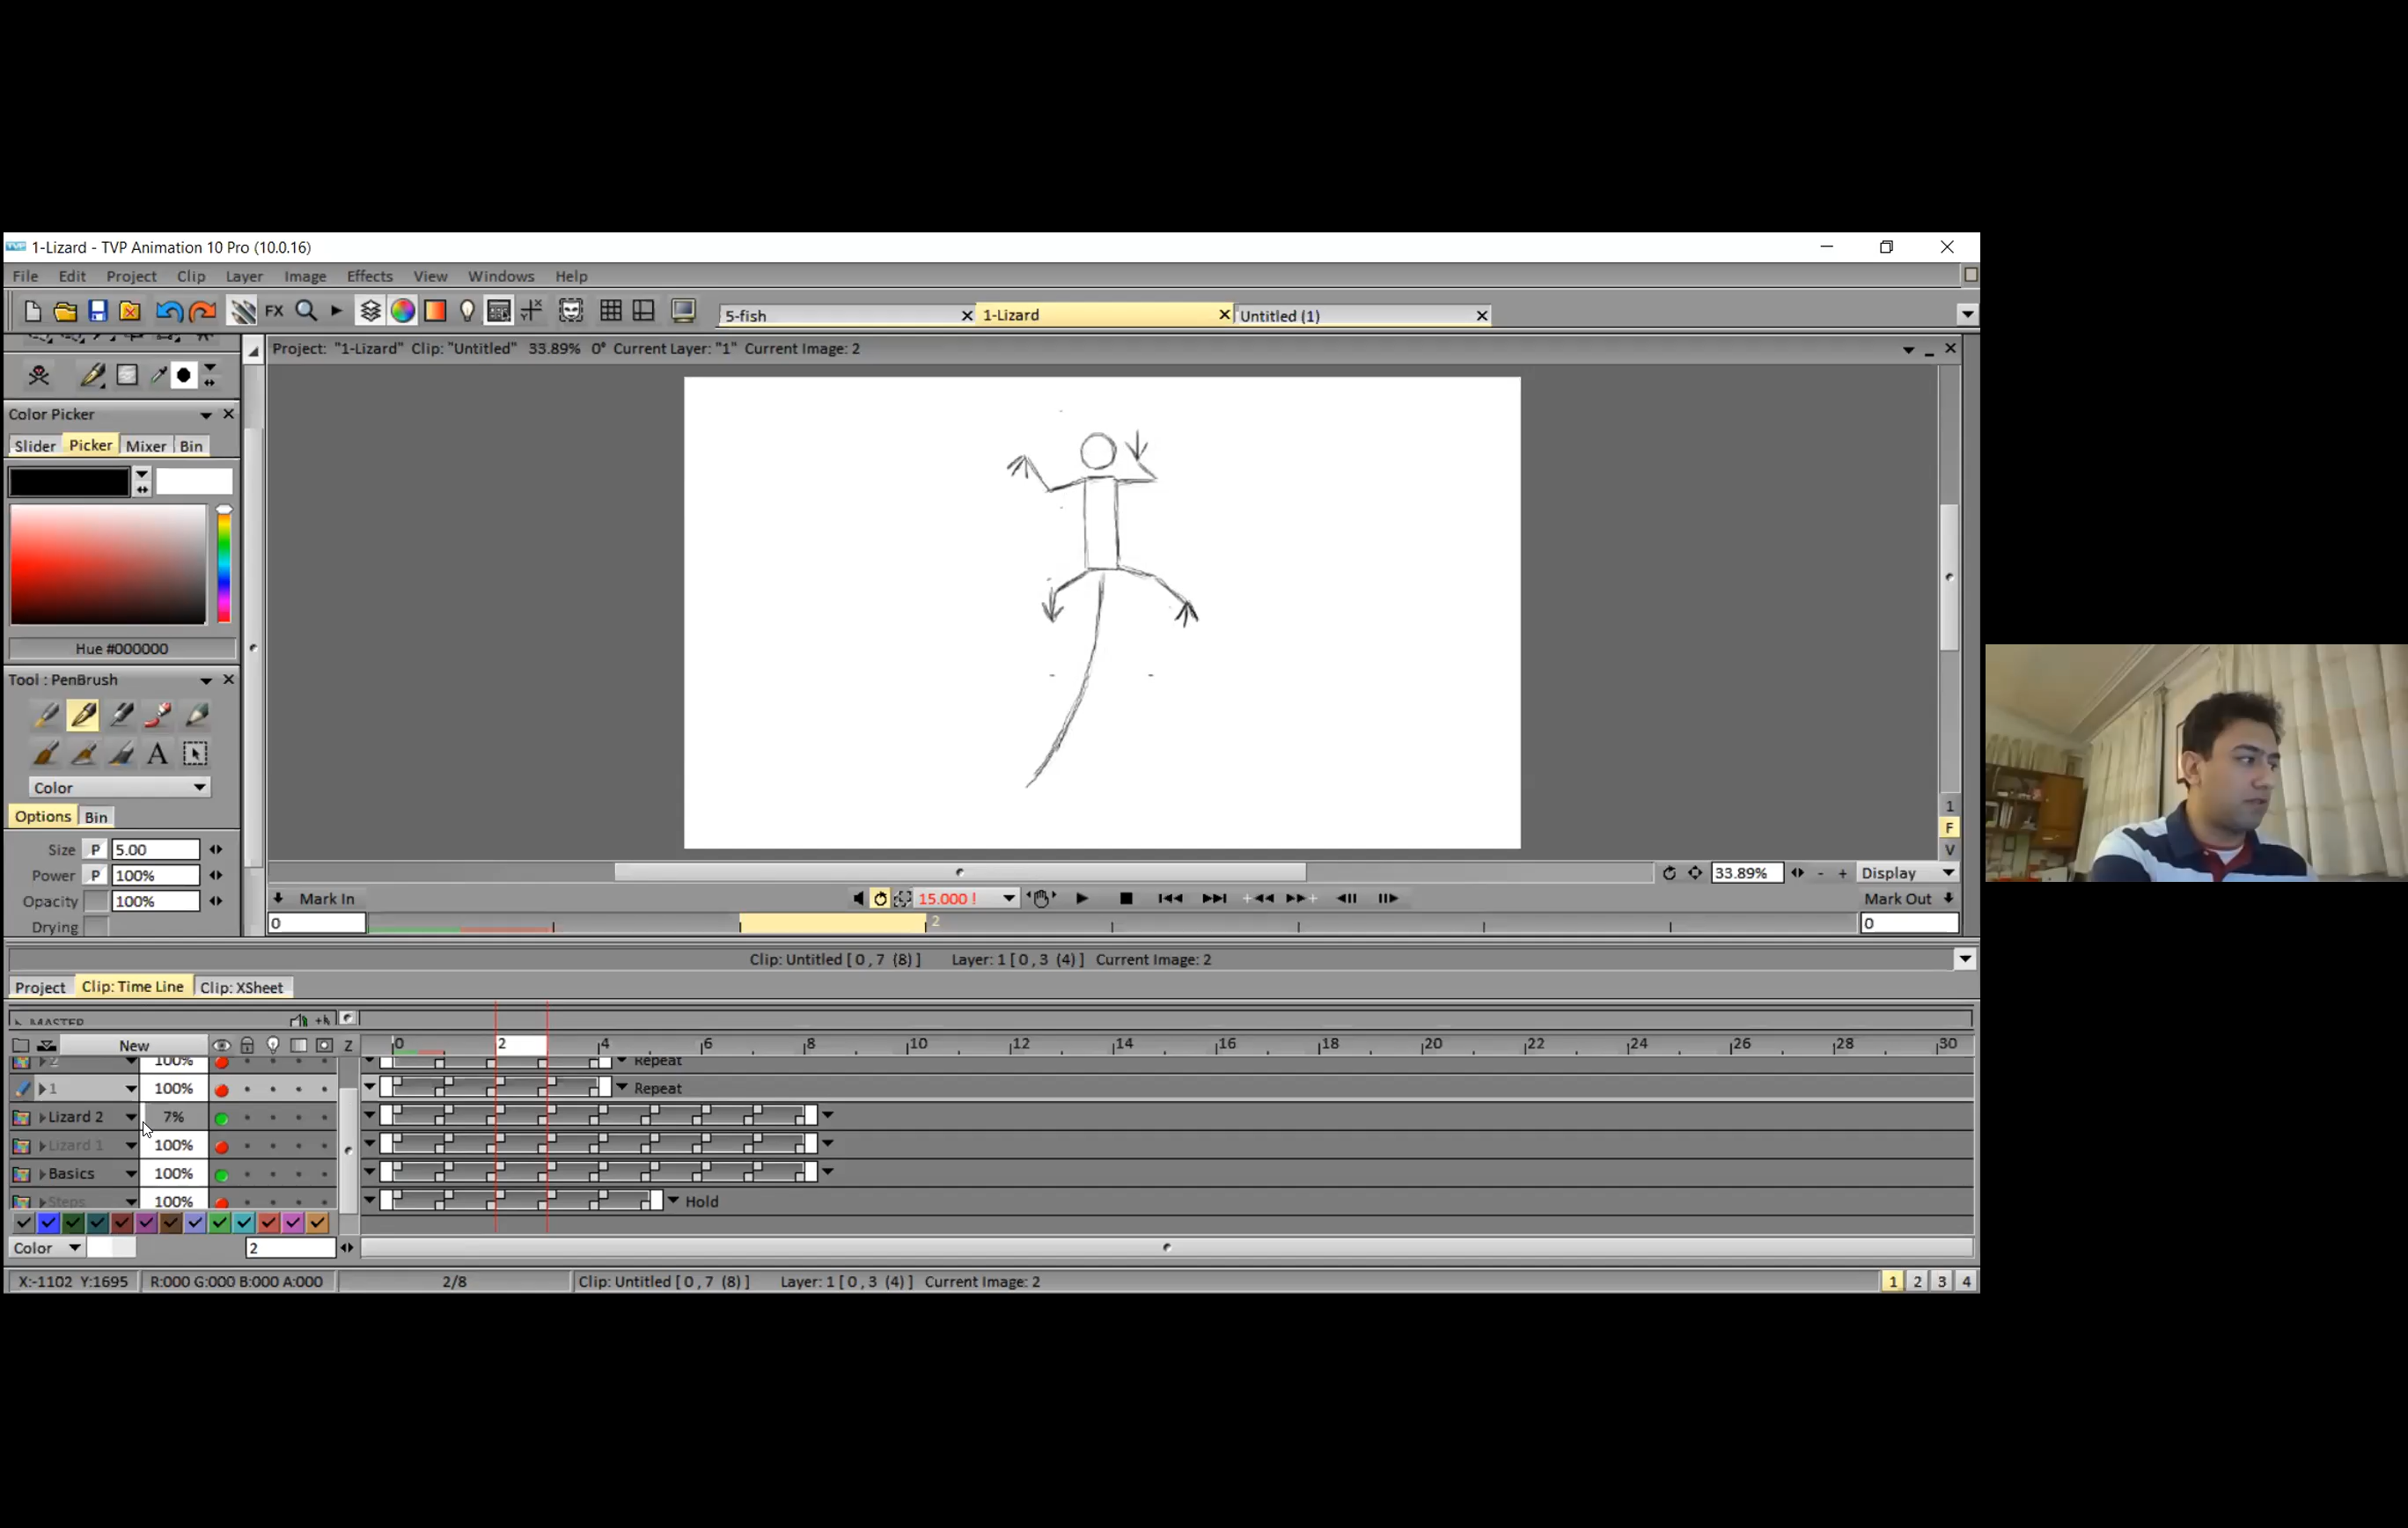 TVP 1-Lizard - TVP Animation 10 Pro (10.0.16)
File Edit Project Clip Layer Image Effects View Windows Help
FX 5-fish 1-Lizard Untitled (1)
Project: "1-Lizard" Clip: "Untitled" 33.89% 0° Current Layer: "1" Current Image: 2
Color Picker
Slider Picker Mixer Bin
Hue #000000
Tool : PenBrush
A
Color
Options Bin
Size P 5.00
Power P 100%
Opacity 100%
Drying
1
F
V
33.89% - + Display
Mark In 15.000 ! Mark Out
0 2 0
Clip: Untitled [ 0 , 7 (8) ] Layer: 1 [ 0 , 3 (4) ] Current Image: 2
Project Clip: Time Line Clip: XSheet
MASTER
New Z 0 2 4 6 8 10 12 14 16 18 20 22 24 26 28 30
2 100% Repeat
1 100% Repeat
Lizard 2 7%
Lizard 1 100%
Basics 100%
Steps 100% Hold
Color 2
X:-1102 Y:1695 R:000 G:000 B:000 A:000 2/8 Clip: Untitled [ 0 , 7 (8) ] Layer: 1 [ 0 , 3 (4) ] Current Image: 2 1 2 3 4